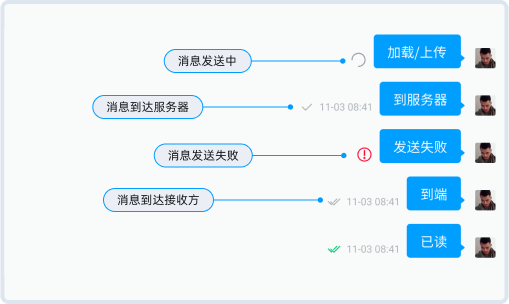 消息发送中
加载/上传
消息到达服务器
11-03 08:41
到服务器
消息发送失败
发送失败
消息到达接收方
11-03 08:41
到端
11-03 08:41
已读